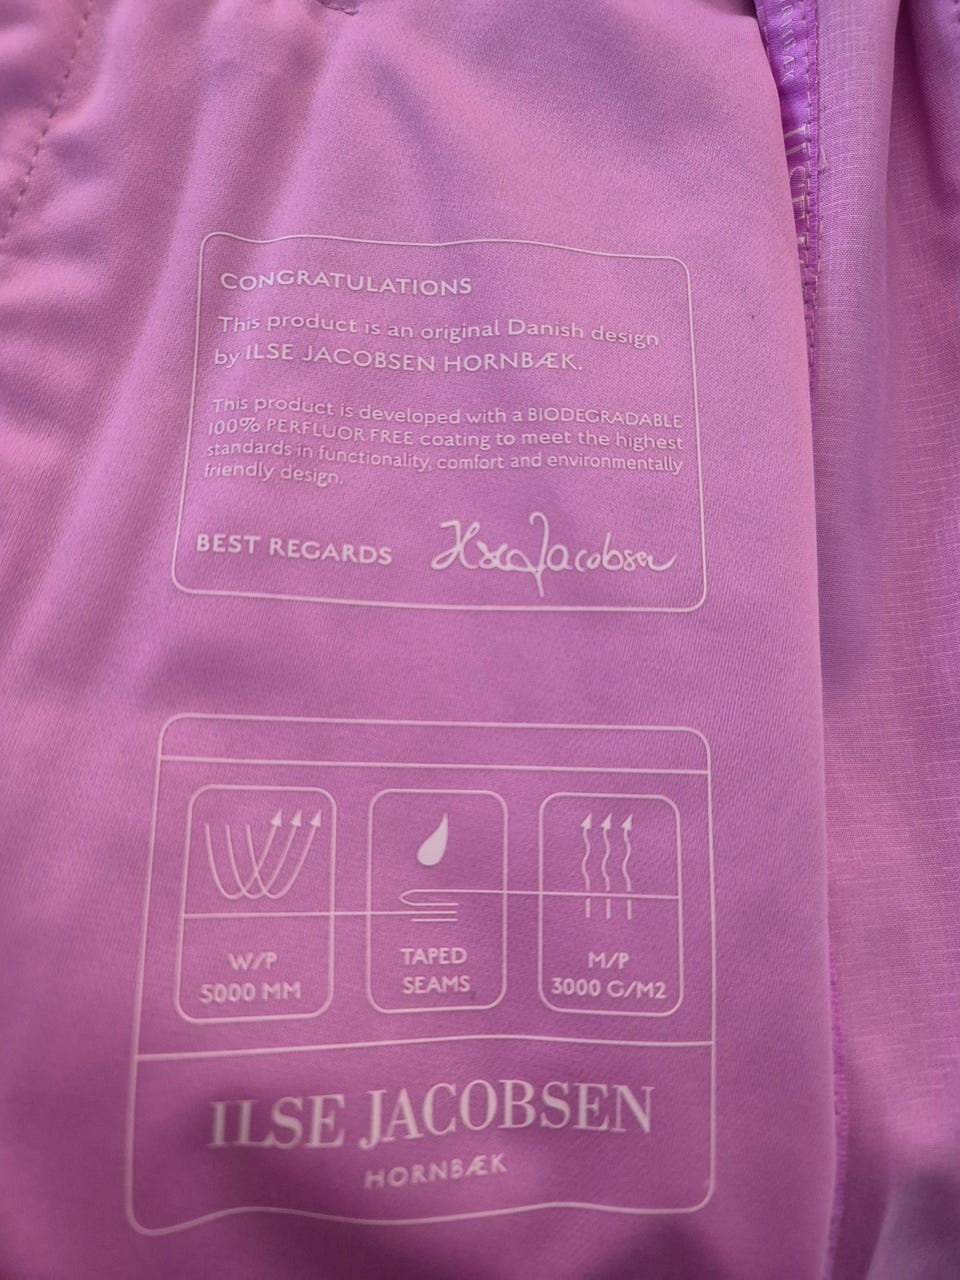 CONGRATULATIONS
This product is an original Danish design
by ILSE JACOBSEN HORNBÆK.
This product is developed with a BIODEGRADABLE
100% PERFLUOR FREE coating to meet the highest
standards in functionality, comfort and environmentally
friendly design.
BEST REGARDS Ilse Jacobsen
W/P
5000 MM
TAPED
SEAMS
M/P
3000 G/M2
ILSE JACOBSEN
HORNBÆK